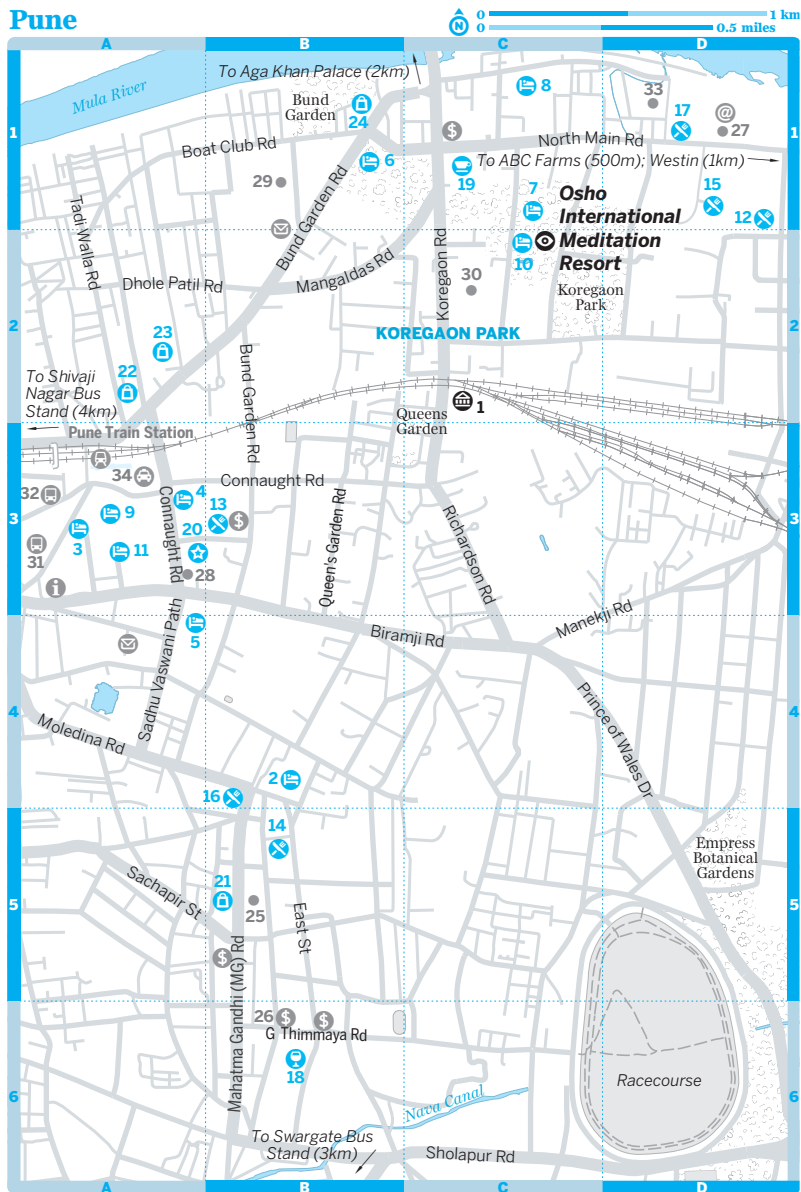 Pune
N
0 1 km
0 0.5 miles
A B C D
To Aga Khan Palace (2km)
Mula River
Bund
Garden
24
8
33
17
@
27
1 1
$
North Main Rd
Boat Club Rd
6
19
To ABC Farms (500m); Westin (1km)
29
7
Osho
International
Meditation
Resort
15
12
10
Tadi Walla Rd
Bund Garden Rd
Mangaldas Rd
Koregaon Rd
30
Koregaon
Park
Dhole Patil Rd
2 2
23
KOREGAON PARK
22
To Shivaji
Nagar Bus
Stand (4km)
Bund Garden Rd
Queens
Garden
1
Pune Train Station
34
Connaught Rd
32
4
13
$
9
3 3
3
11
20
31
28
i
Connaught Rd
Queen's Garden Rd
Richardson Rd
Manekji Rd
5
Biramji Rd
Sadhu Vaswani Path
4 4
Moledina Rd
Prince of Wales Dr
2
16
14
Empress
Botanical
Gardens
Sachapir St
21
25
East St
5 5
$
Mahatma Gandhi (MG) Rd
26
$
$
G Thimmaya Rd
18
Racecourse
6 6
Nava Canal
To Swargate Bus
Stand (3km)
Sholapur Rd
A B C D